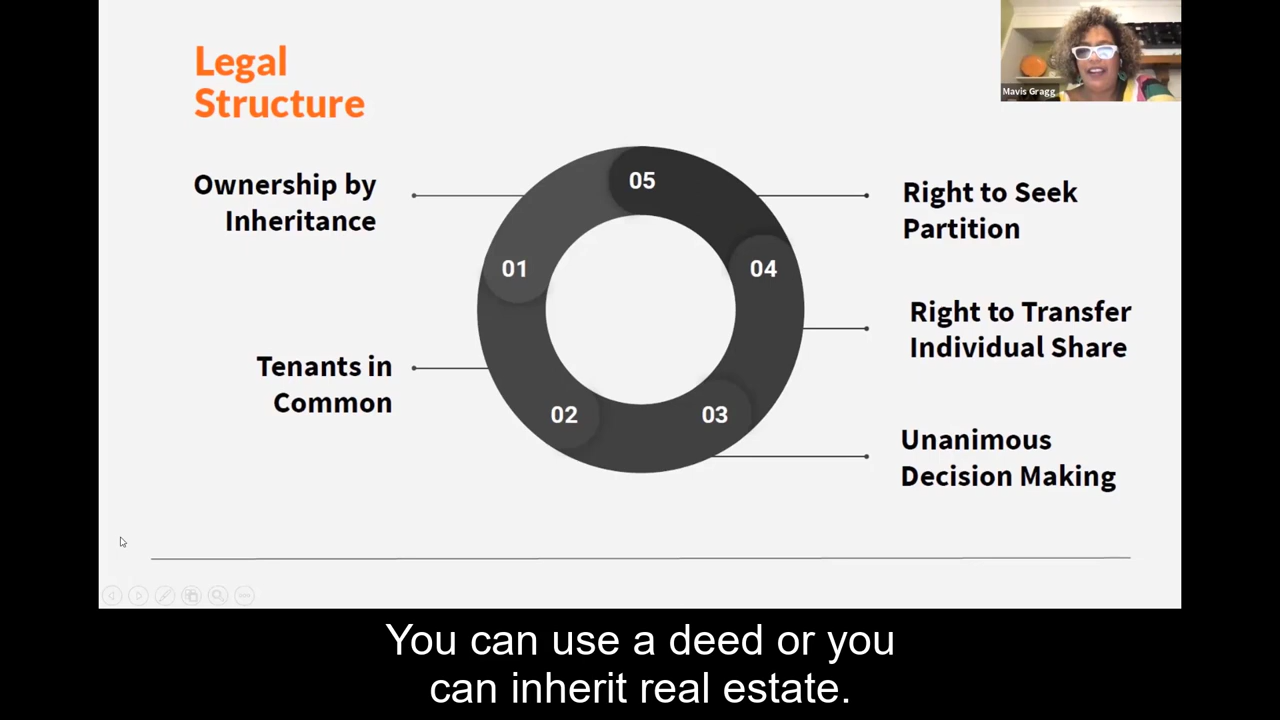 Legal
Structure
Mavis Gragg
Ownership by
Inheritance
Tenants in
Common
01
02
03
04
05
Right to Seek
Partition
Right to Transfer
Individual Share
Unanimous
Decision Making
You can use a deed or you
can inherit real estate.